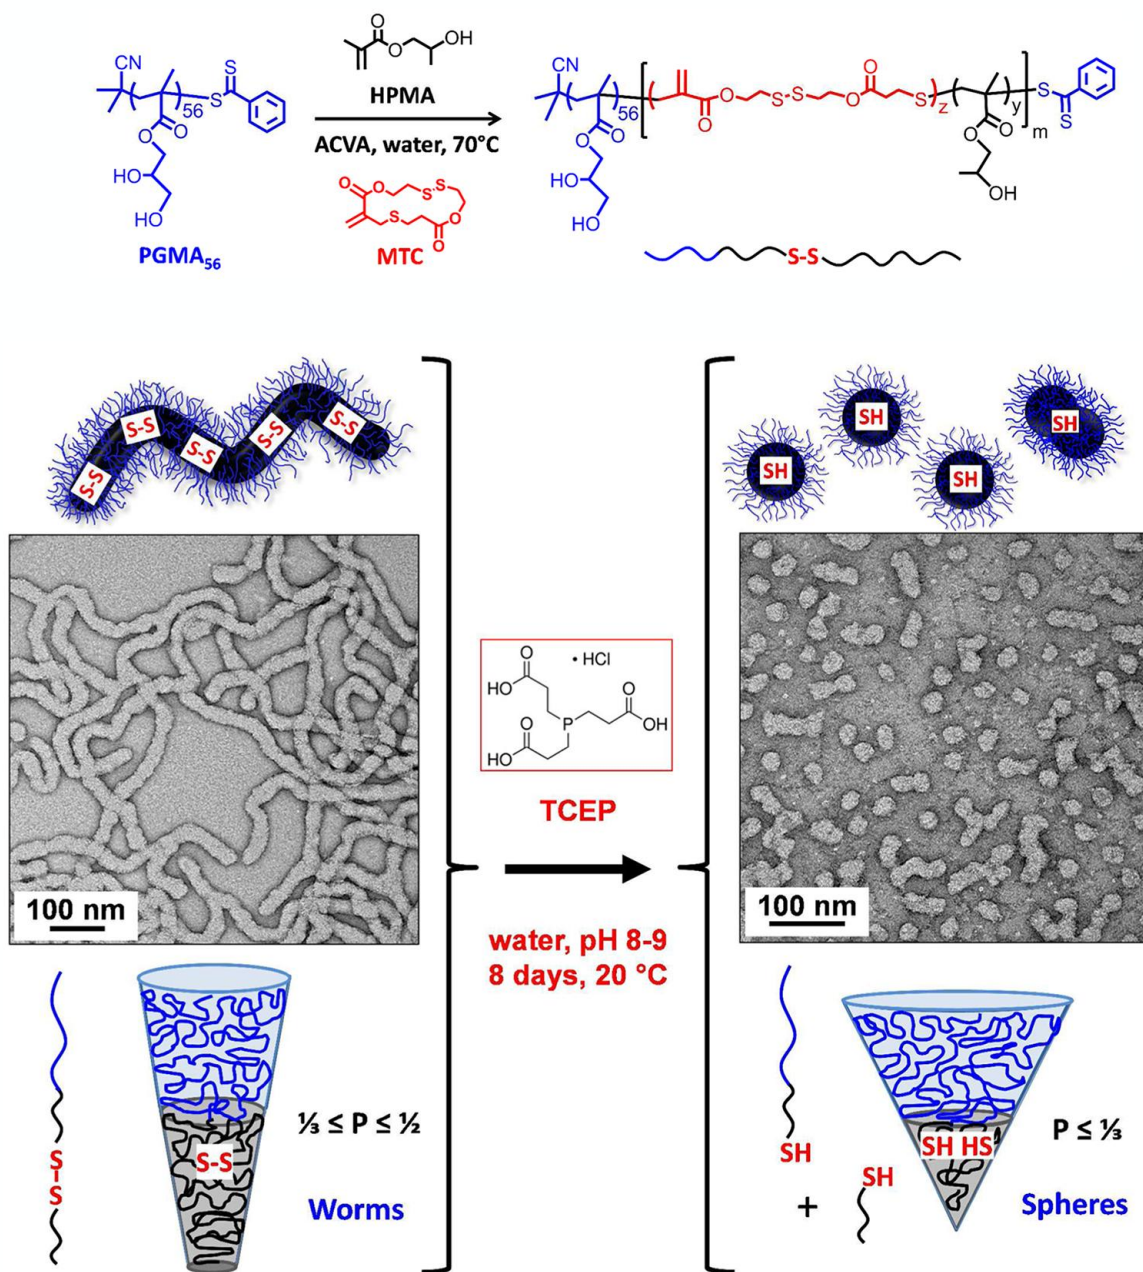 CN
56
S
S
O
O
HO
HO
PGMA56
O
O
OH
HPMA
ACVA, water, 70°C
O
O
S
S
S
O
O
MTC
CN
56
O
O
HO
HO
O
O
S-S
O
O
S
z
y
m
O
O
OH
S
S
S-S
S-S
S-S
S-S
S-S
S-S
SH
SH
SH
SH
100 nm
100 nm
O
HO
• HCl
O
OH
P
O
HO
TCEP
water, pH 8-9
8 days, 20 °C
S-S
S-S
⅓ ≤ P ≤ ½
Worms
SH
+
SH
SH HS
P ≤ ⅓
Spheres